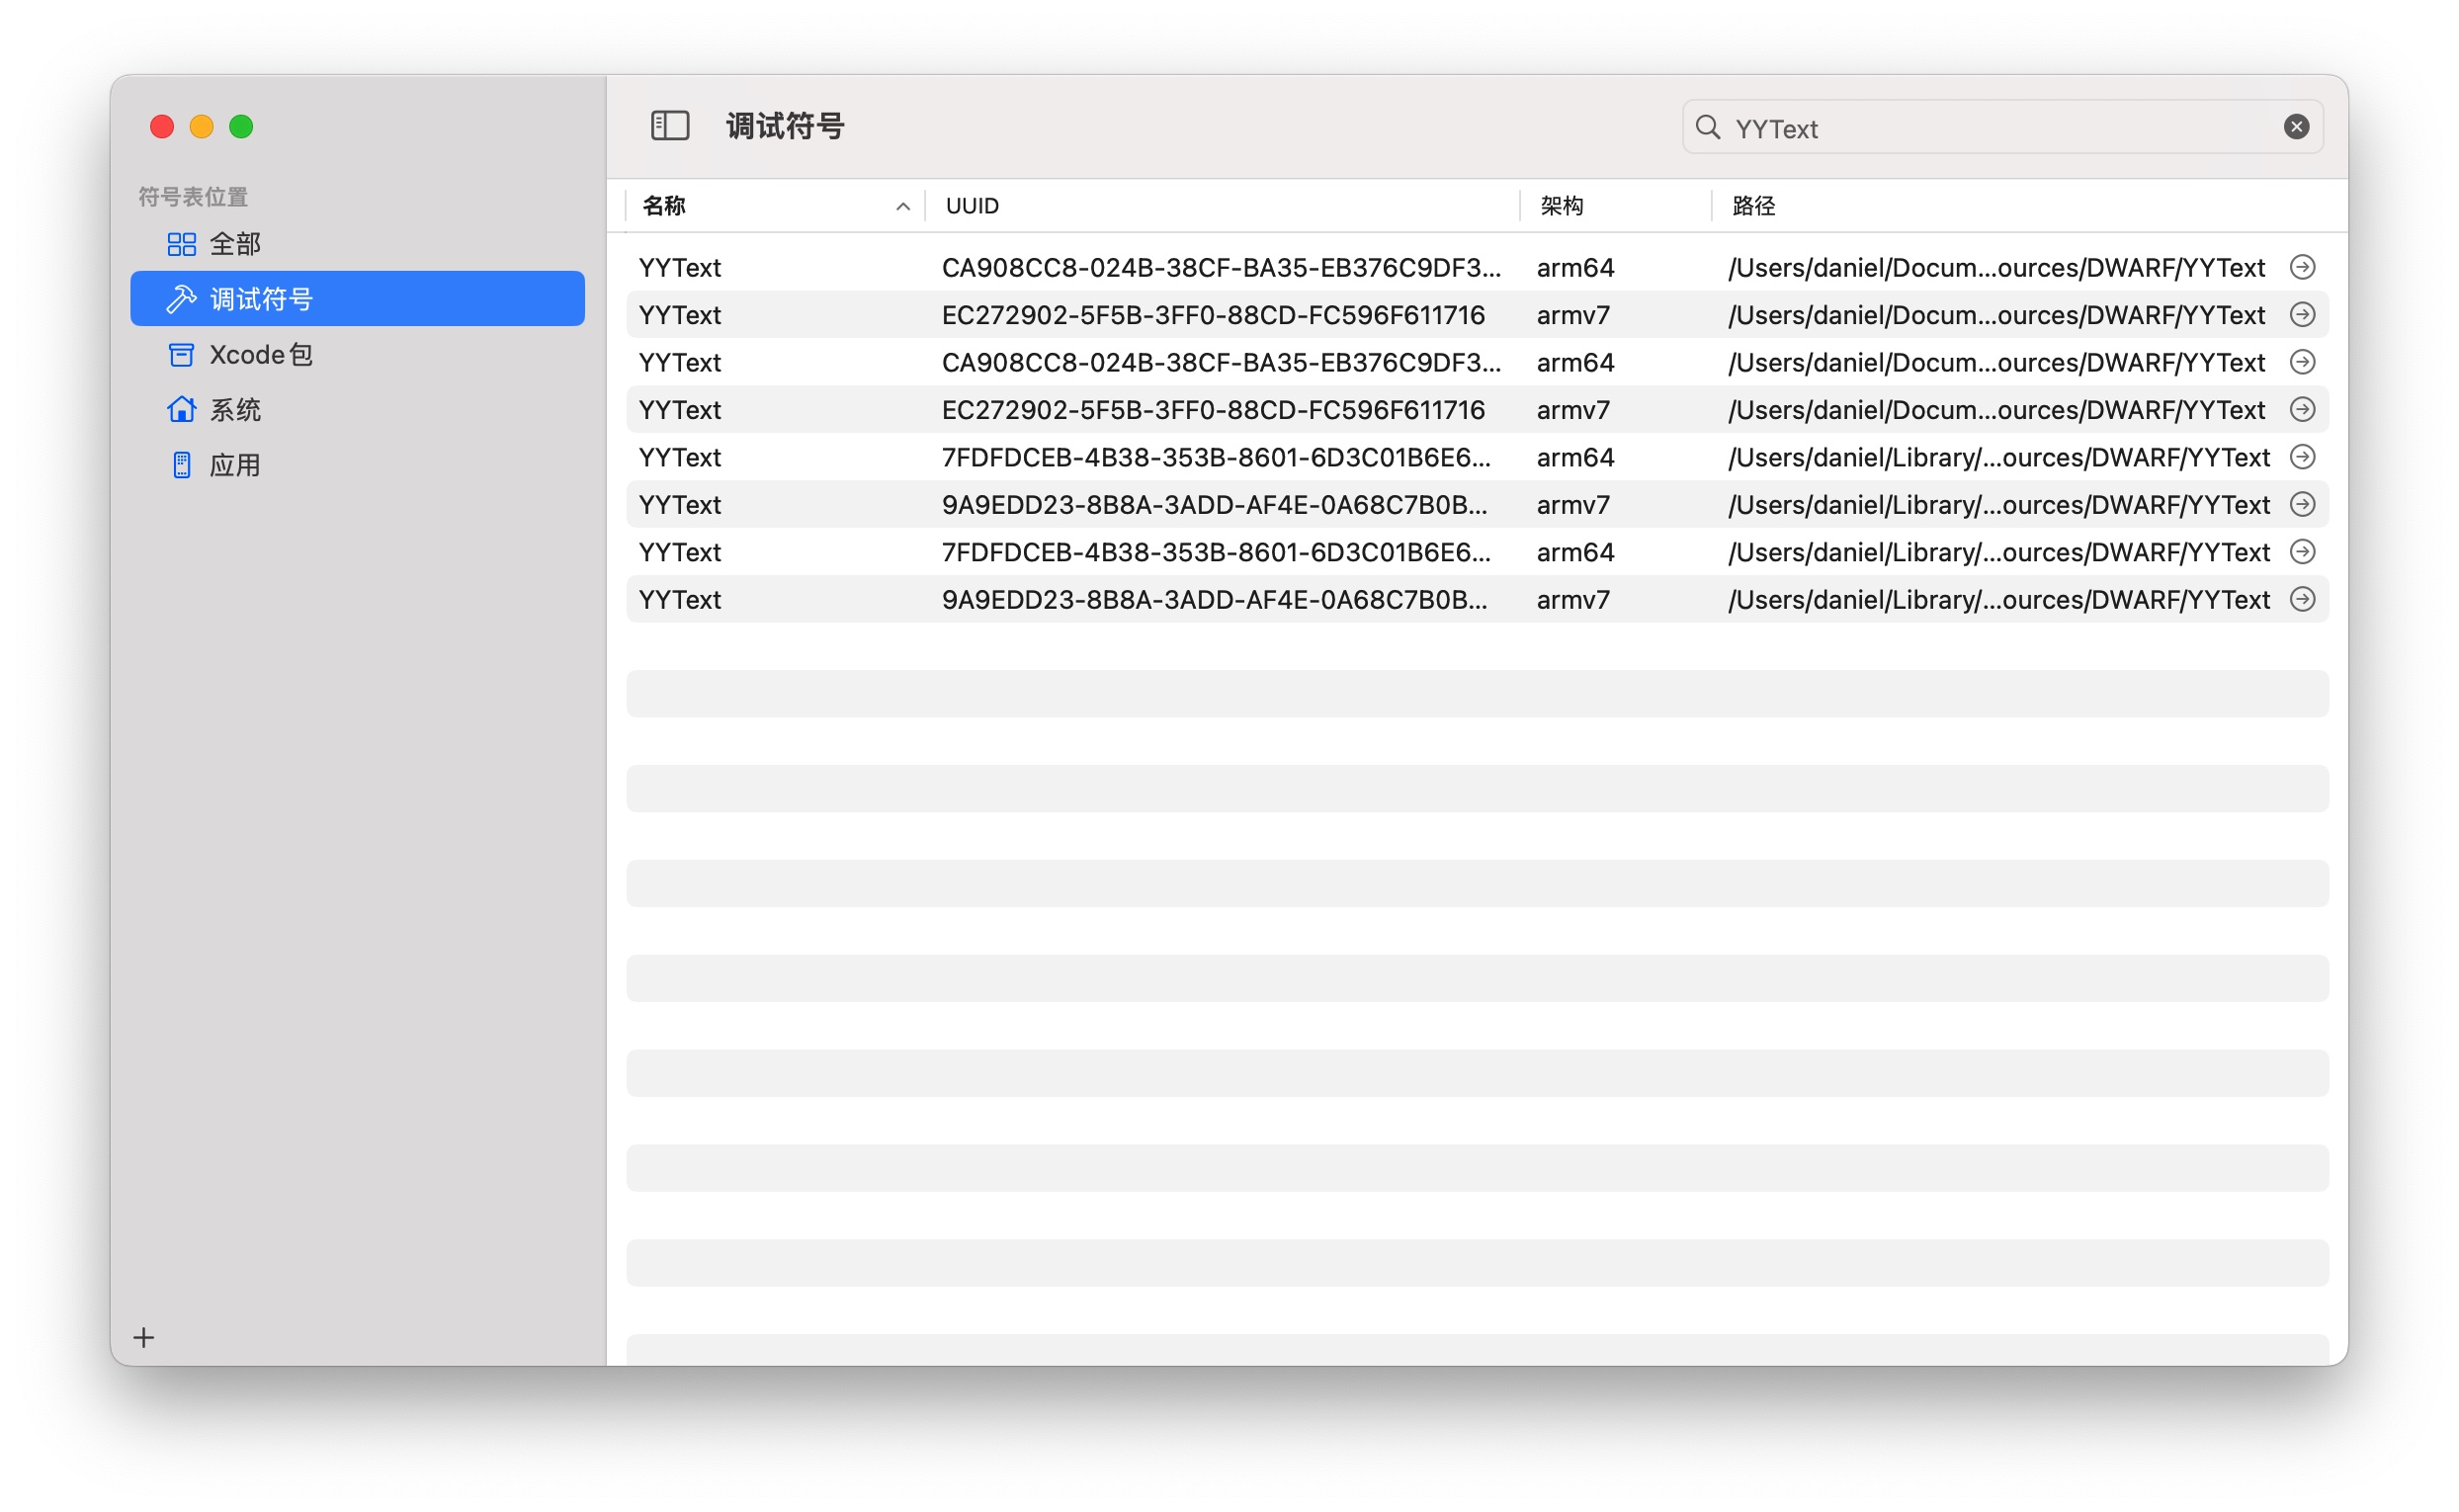 调试符号
YYText
符号表位置
全部
调试符号
Xcode包
系统
应用
名称 UUID 架构 路径
YYText CA908CC8-024B-38CF-BA35-EB376C9DF3... arm64 /Users/daniel/Docum...ources/DWARF/YYText
YYText EC272902-5F5B-3FF0-88CD-FC596F611716 armv7 /Users/daniel/Docum...ources/DWARF/YYText
YYText CA908CC8-024B-38CF-BA35-EB376C9DF3... arm64 /Users/daniel/Docum...ources/DWARF/YYText
YYText EC272902-5F5B-3FF0-88CD-FC596F611716 armv7 /Users/daniel/Docum...ources/DWARF/YYText
YYText 7FDFDCEB-4B38-353B-8601-6D3C01B6E6... arm64 /Users/daniel/Library/...ources/DWARF/YYText
YYText 9A9EDD23-8B8A-3ADD-AF4E-0A68C7B0B... armv7 /Users/daniel/Library/...ources/DWARF/YYText
YYText 7FDFDCEB-4B38-353B-8601-6D3C01B6E6... arm64 /Users/daniel/Library/...ources/DWARF/YYText
YYText 9A9EDD23-8B8A-3ADD-AF4E-0A68C7B0B... armv7 /Users/daniel/Library/...ources/DWARF/YYText